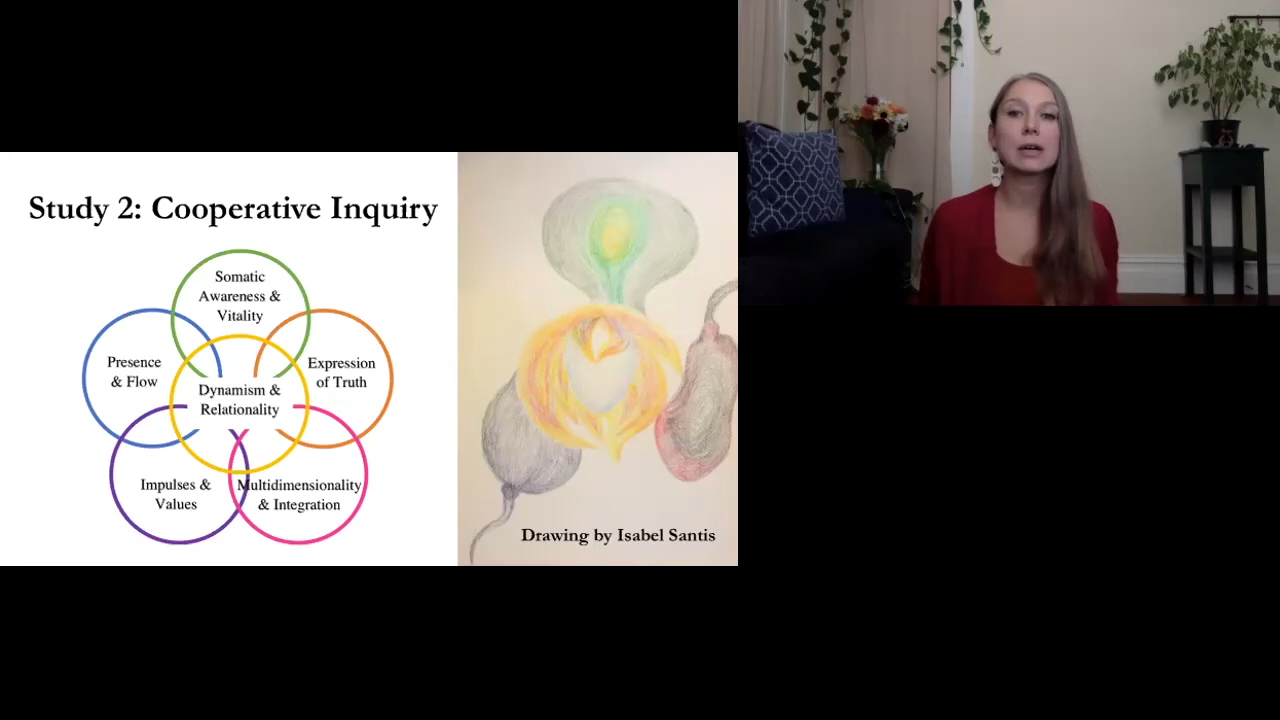 Study 2: Cooperative Inquiry
Somatic
Awareness &
Vitality
Presence
& Flow
Expression
of Truth
Dynamism &
Relationality
Impulses &
Values
Multidimensionality
& Integration
Drawing by Isabel Santis